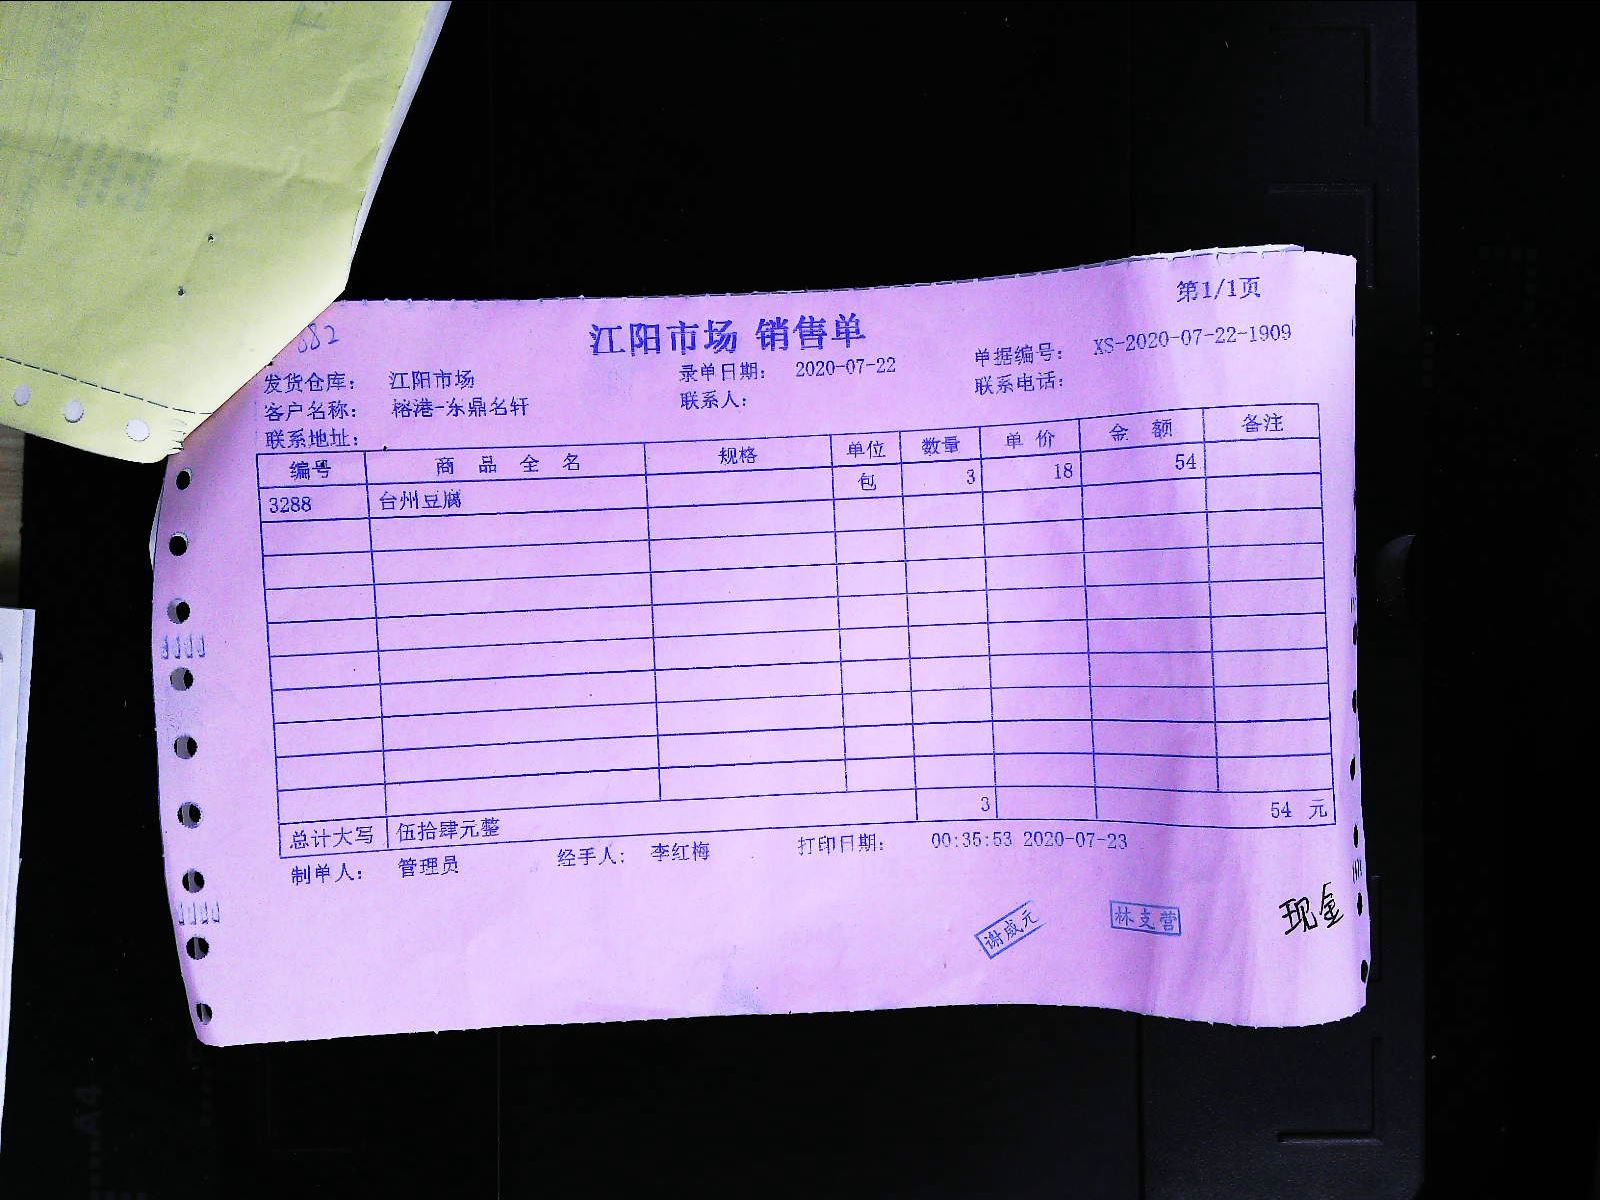 第1/1页
882
江阳市场 销售单
发货仓库: 江阳市场 录单日期: 2020-07-22 单据编号: XS-2020-07-22-1909
客户名称: 榕港-东鼎名轩 联系人: 联系电话:
联系地址:
编号 商品全名 规格 单位 数量 单价 金额 备注
3288 台州豆腐 包 3 18 54
3 54 元
总计大写 伍拾肆元整
制单人: 管理员 经手人: 李红梅 打印日期: 00:35:53 2020-07-23
谢威元 林支营 现金
A4